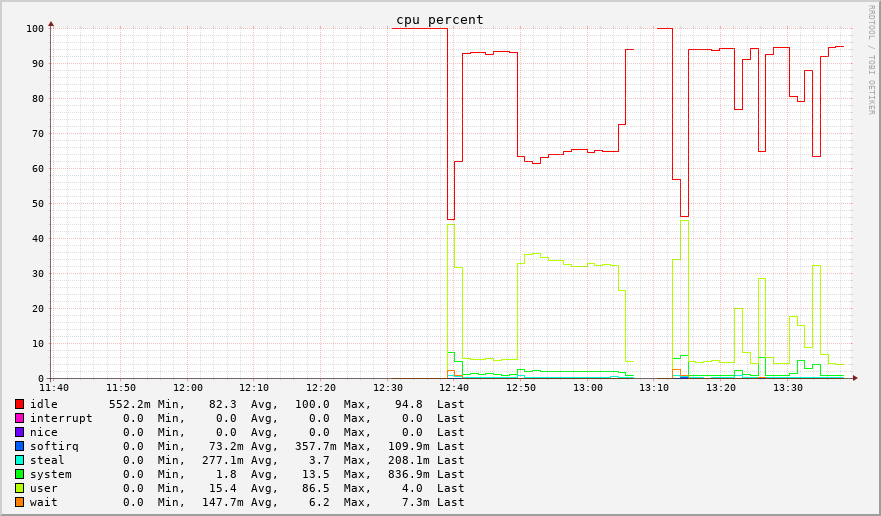 cpu percent
RRDTOOL / TOBI OETIKER
100
90
80
70
60
50
40
30
20
10
0
11:40 11:50 12:00 12:10 12:20 12:30 12:40 12:50 13:00 13:10 13:20 13:30
idle 552.2m Min, 82.3 Avg, 100.0 Max, 94.8 Last
interrupt 0.0 Min, 0.0 Avg, 0.0 Max, 0.0 Last
nice 0.0 Min, 0.0 Avg, 0.0 Max, 0.0 Last
softirq 0.0 Min, 73.2m Avg, 357.7m Max, 109.9m Last
steal 277.1m Min, 3.7 Avg, 208.1m Max, Last
system 0.0 Min, 1.8 Avg, 13.5 Max, 836.9m Last
user 0.0 Min, 15.4 Avg, 86.5 Max, 4.0 Last
wait 0.0 Min, 147.7m Avg, 6.2 Max, 7.3m Last